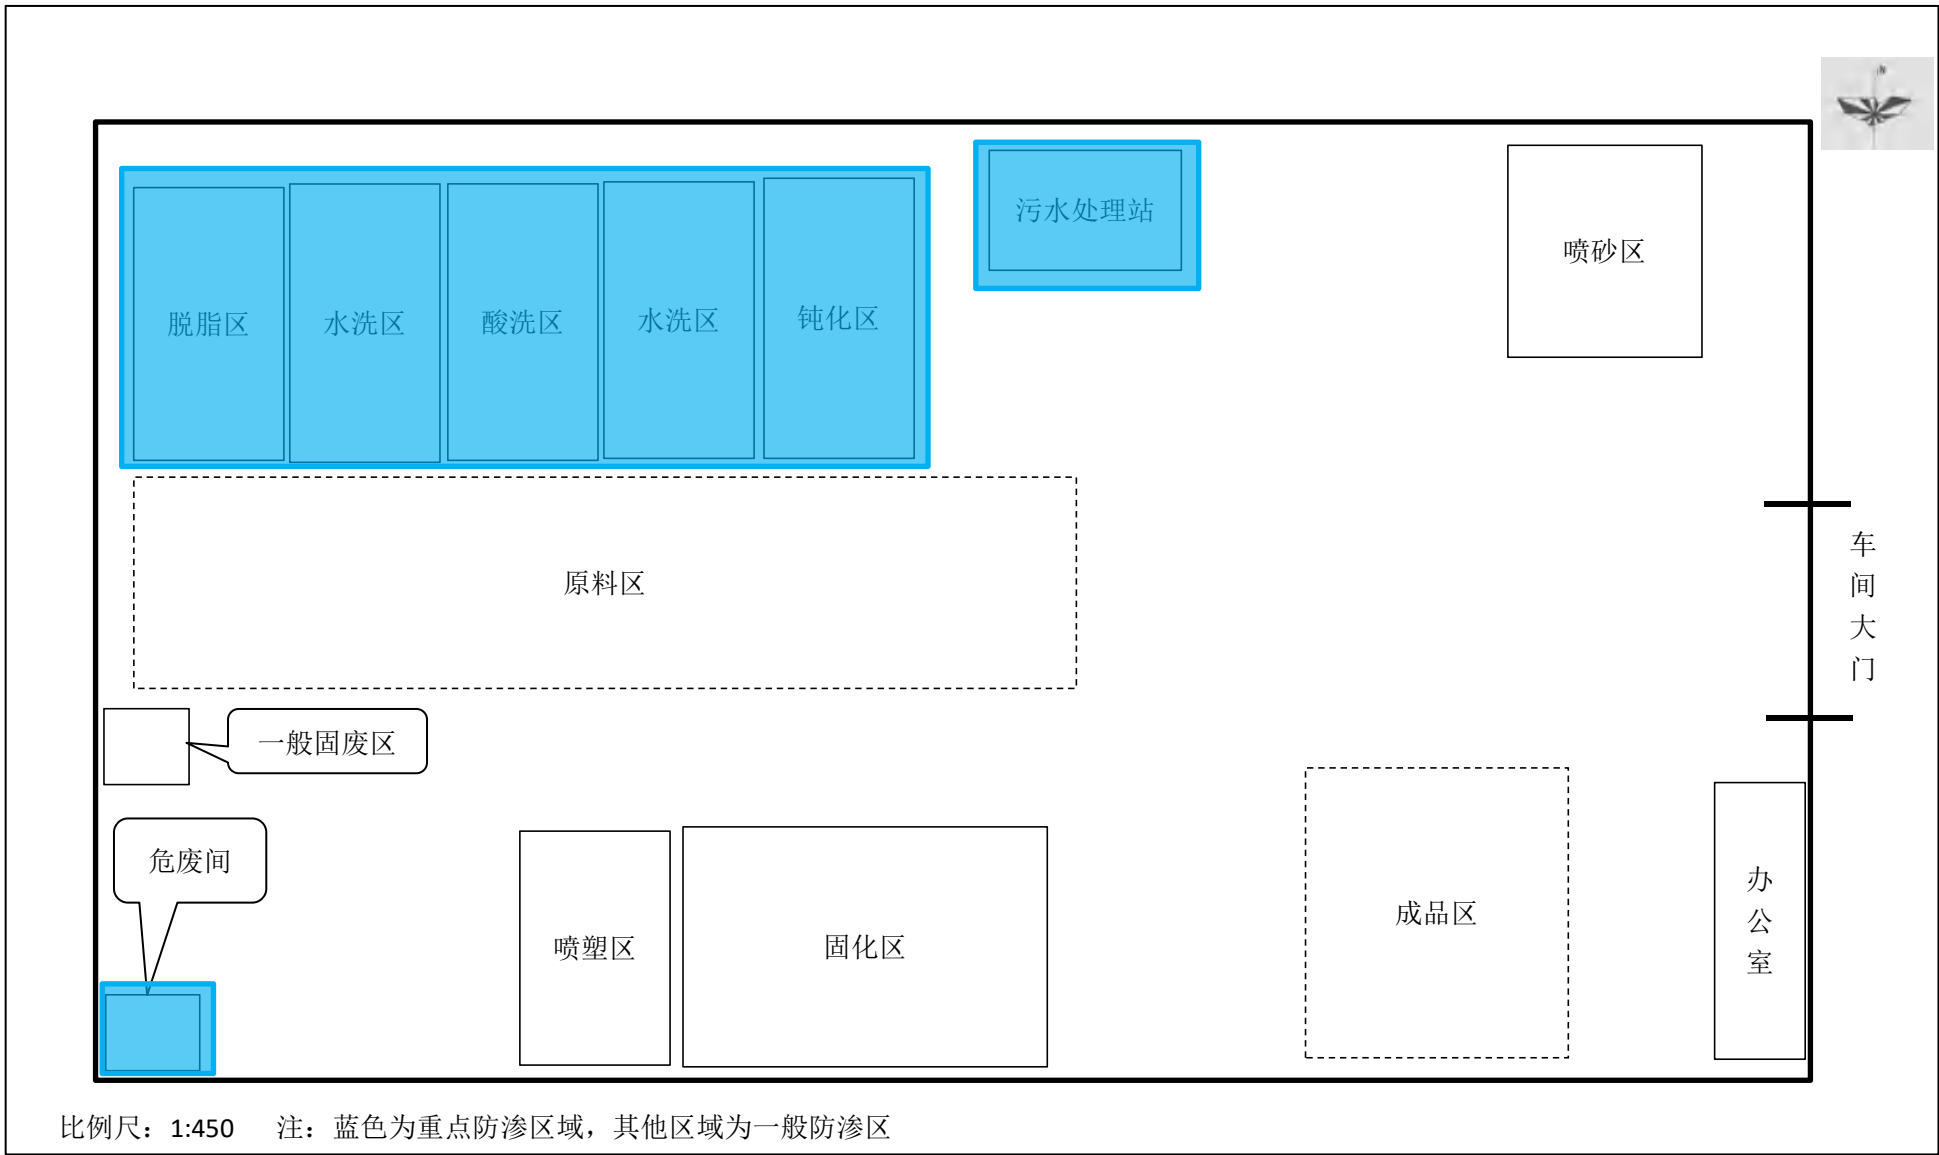 N
污水处理站
喷砂区
脱脂区
水洗区
酸洗区
水洗区
钝化区
原料区
车间大门
一般固废区
危废间
喷塑区
固化区
成品区
办公室
比例尺：1:450 注：蓝色为重点防渗区域，其他区域为一般防渗区